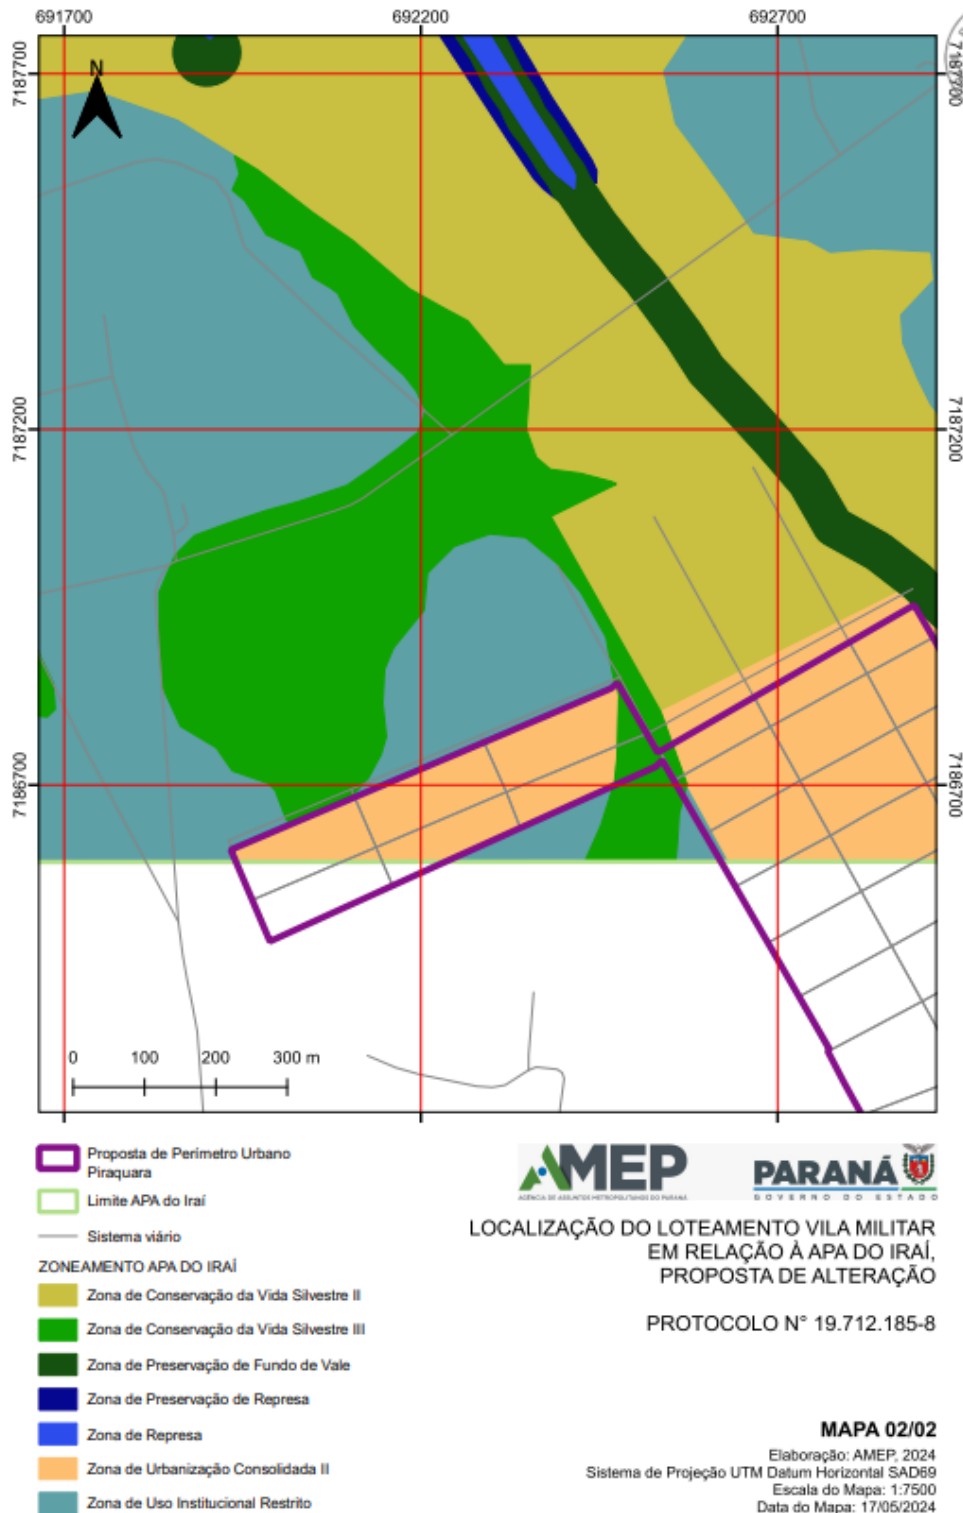 691700 692200 692700
7187700 7187700
N
7187200 7187200
7186700 7186700
0 100 200 300 m
Proposta de Perímetro Urbano
Piraquara
Limite APA do Iraí
Sistema viário
ZONEAMENTO APA DO IRAÍ
Zona de Conservação da Vida Silvestre II
Zona de Conservação da Vida Silvestre III
Zona de Preservação de Fundo de Vale
Zona de Preservação de Represa
Zona de Represa
Zona de Urbanização Consolidada II
Zona de Uso Institucional Restrito
AMEP
AGÊNCIA DE ASSUNTOS METROPOLITANOS DO PARANÁ
PARANÁ
GOVERNO DO ESTADO
LOCALIZAÇÃO DO LOTEAMENTO VILA MILITAR
EM RELAÇÃO À APA DO IRAÍ,
PROPOSTA DE ALTERAÇÃO
PROTOCOLO N° 19.712.185-8
MAPA 02/02
Elaboração: AMEP, 2024
Sistema de Projeção UTM Datum Horizontal SAD69
Escala do Mapa: 1:7500
Data do Mapa: 17/05/2024